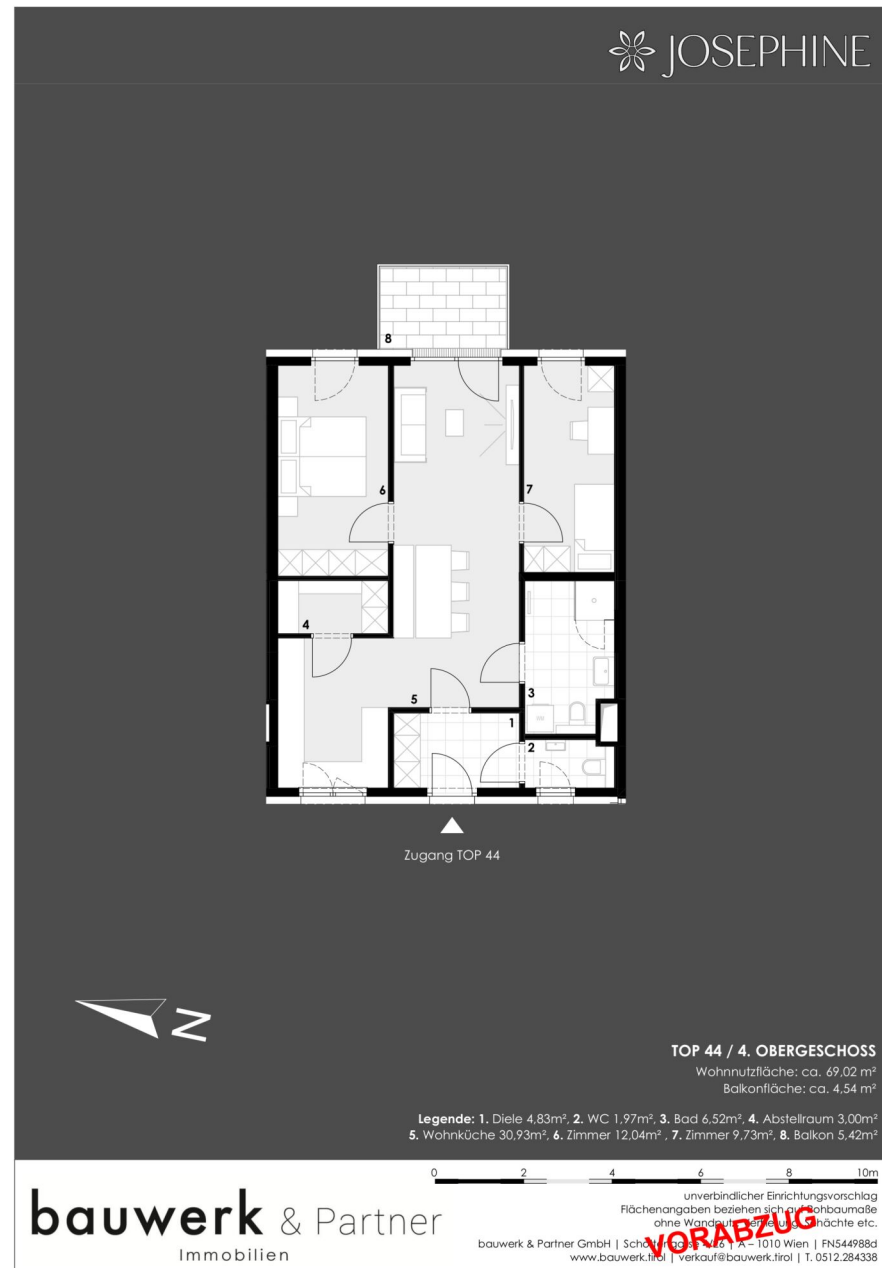 JOSEPHINE
8
6
7
4
3
5
1
2
Zugang TOP 44
N
TOP 44 / 4. OBERGESCHOSS
Wohnnutzfläche: ca. 69,02 m²
Balkonfläche: ca. 4,54 m²
Legende: 1. Diele 4,83m², 2. WC 1,97m², 3. Bad 6,52m², 4. Abstellraum 3,00m²
5. Wohnküche 30,93m², 6. Zimmer 12,04m² , 7. Zimmer 9,73m², 8. Balkon 5,42m²
0 2 4 6 8 10m
bauwerk & Partner
Immobilien
unverbindlicher Einrichtungsvorschlag
Flächenangaben beziehen sich auf Rohbaumaße
ohne Wandputz, Schächte etc.
VORABZUG
bauwerk & Partner GmbH | Schottengasse 4/26 | A – 1010 Wien | FN544988d
www.bauwerk.tirol | verkauf@bauwerk.tirol | T. 0512.284338